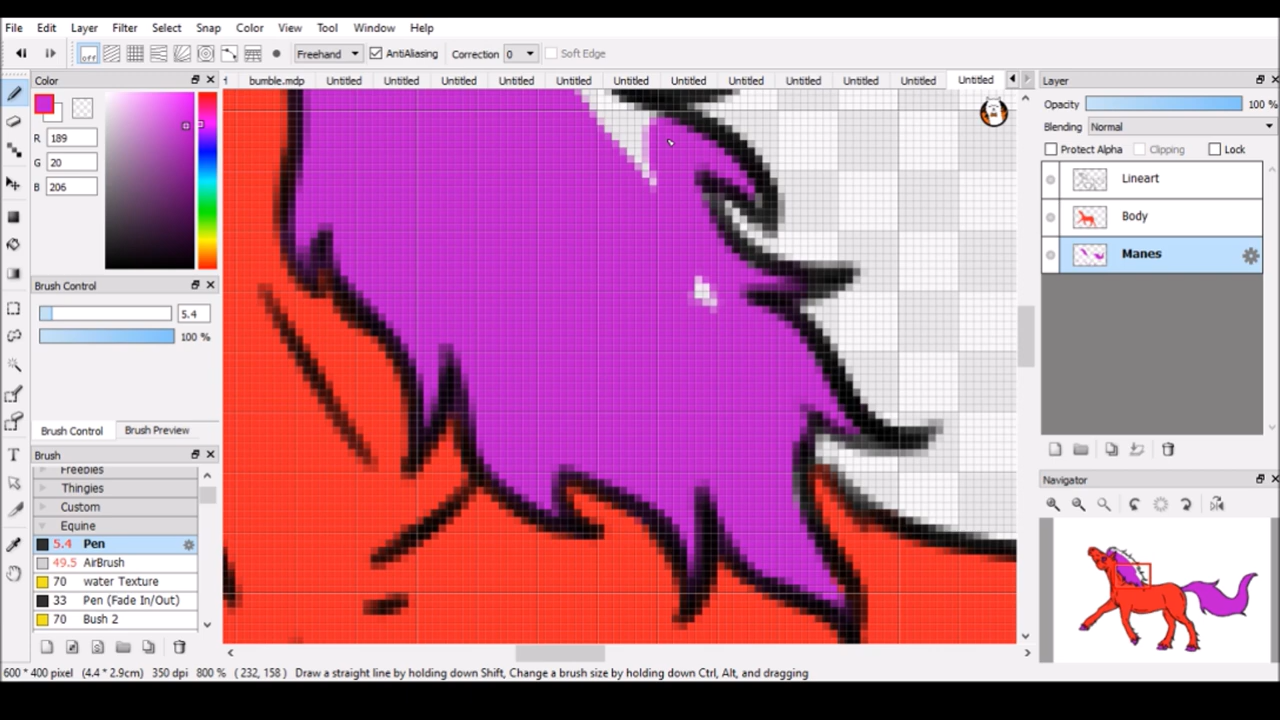 File Edit Layer Filter Select Snap Color View Tool Window Help
off Freehand AntiAliasing Correction 0 Soft Edge
Color
bumble.mdp Untitled Untitled Untitled Untitled Untitled Untitled Untitled Untitled Untitled Untitled Untitled Untitled
R 189
G 20
B 206
Brush Control
5.4
100 %
Brush Control Brush Preview
Brush
Freebies
Thingies
Custom
Equine
5.4 Pen
49.5 AirBrush
70 water Texture
33 Pen (Fade In/Out)
70 Bush 2
Layer
Opacity 100 %
Blending Normal
Protect Alpha Clipping Lock
Lineart
Body
Manes
Navigator
600 * 400 pixel (4.4 * 2.9cm) 350 dpi 800 % ( 232, 158 ) Draw a straight line by holding down Shift, Change a brush size by holding down Ctrl, Alt, and dragging